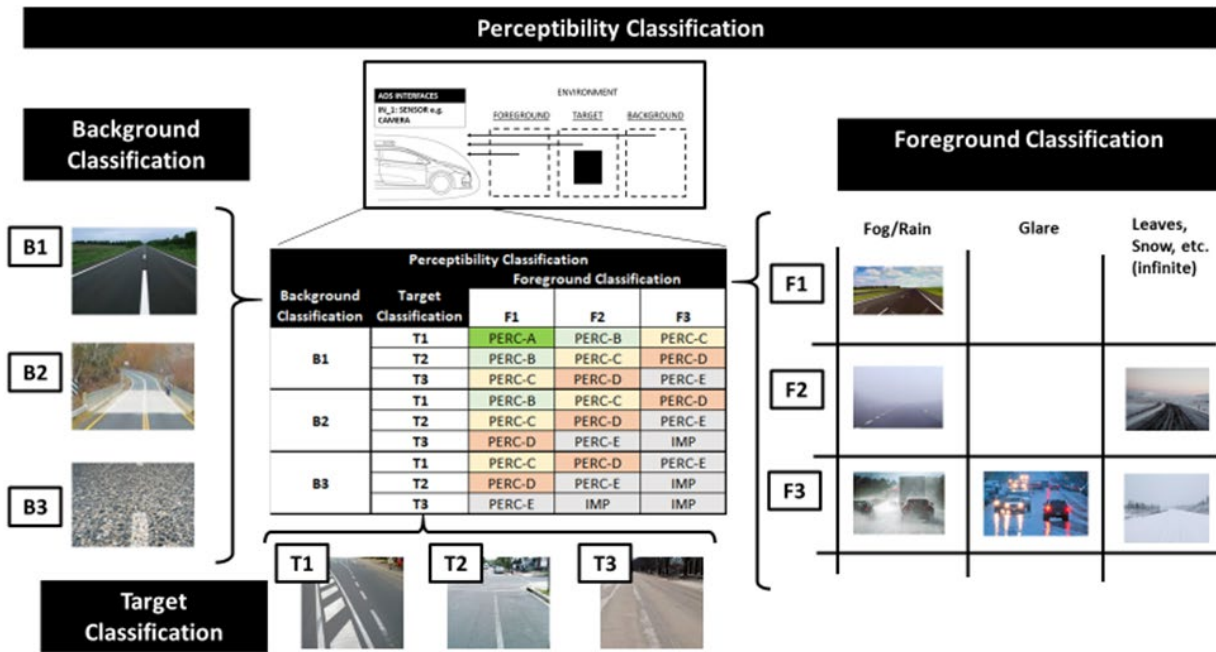 Perceptibility Classification
Background
Classification
ADS INTERFACES
IN_1: SENSOR e.g.
CAMERA
ENVIRONMENT
FOREGROUND TARGET BACKGROUND
Foreground Classification
B1
B2
B3
Perceptibility Classification
Foreground Classification
Background
Classification
Target
Classification
F1 F2 F3
B1
T1 PERC-A PERC-B PERC-C
T2 PERC-B PERC-C PERC-D
T3 PERC-C PERC-D PERC-E
B2
T1 PERC-B PERC-C PERC-D
T2 PERC-C PERC-D PERC-E
T3 PERC-D PERC-E IMP
B3
T1 PERC-C PERC-D PERC-E
T2 PERC-D PERC-E IMP
T3 PERC-E IMP IMP
Fog/Rain
Glare
Leaves,
Snow, etc.
(infinite)
F1
F2
F3
T1
T2
T3
Target
Classification